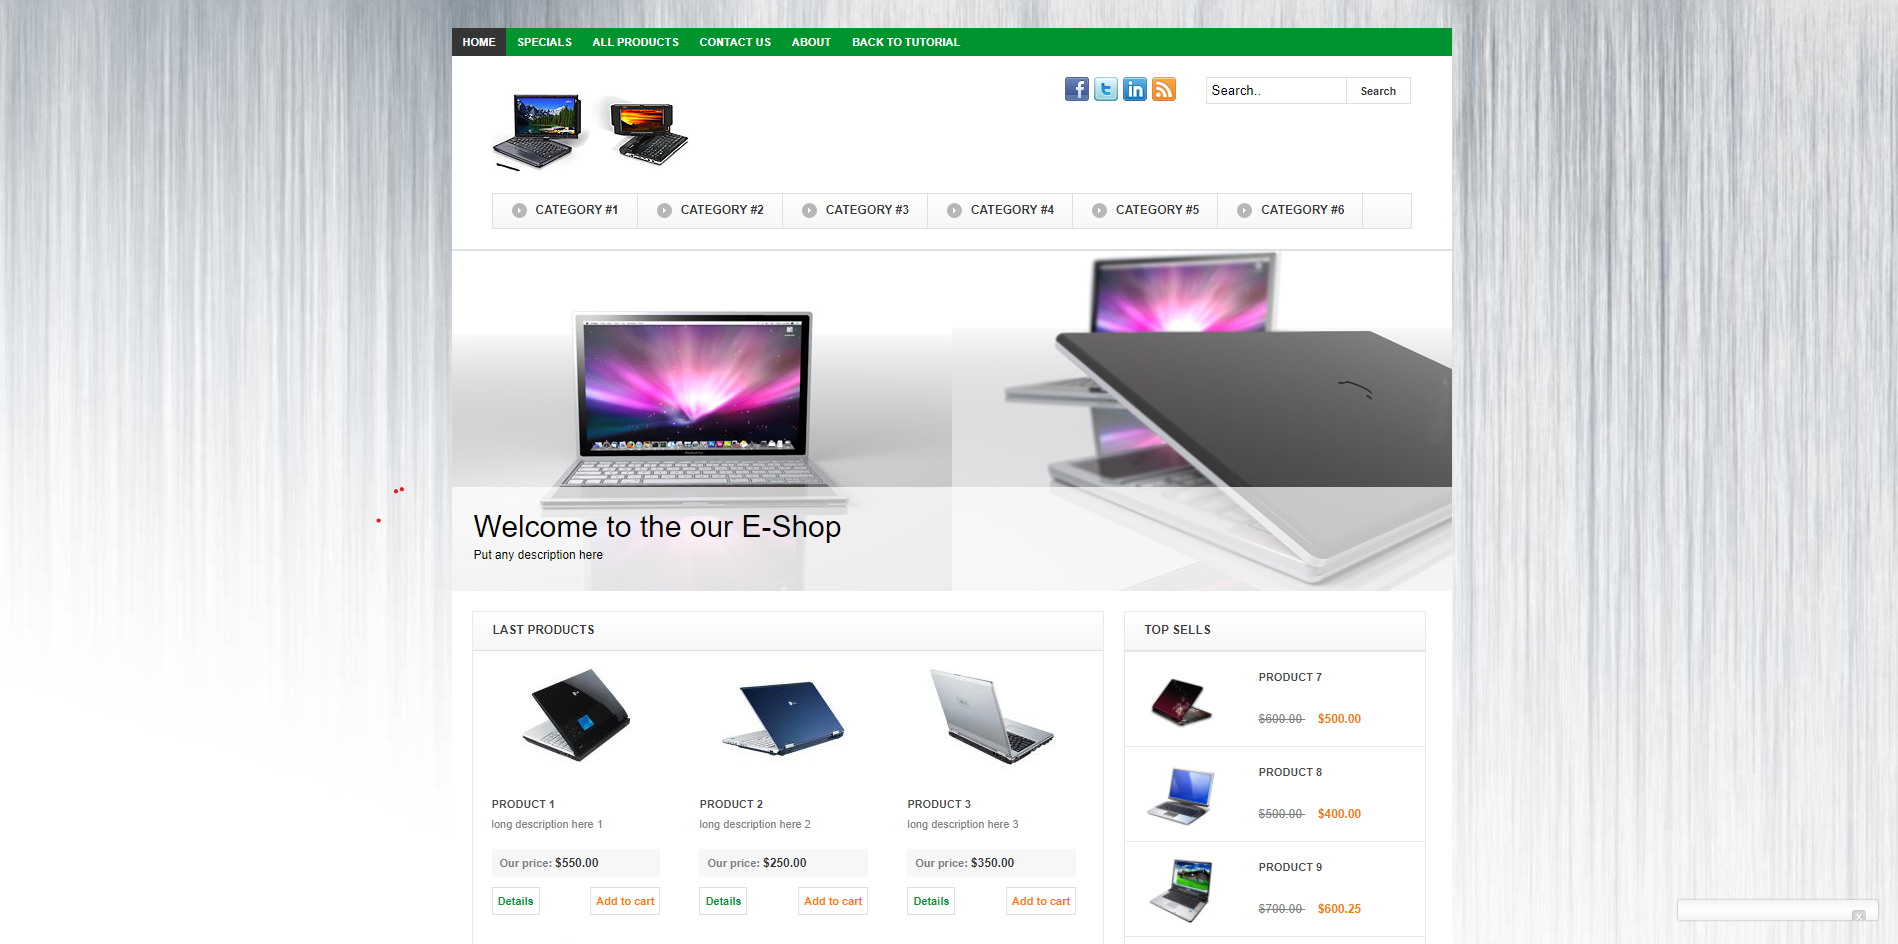 HOME SPECIALS ALL PRODUCTS CONTACT US ABOUT BACK TO TUTORIAL
Search.. Search
CATEGORY #1 CATEGORY #2 CATEGORY #3 CATEGORY #4 CATEGORY #5 CATEGORY #6
Welcome to the our E-Shop
Put any description here
LAST PRODUCTS
PRODUCT 1 PRODUCT 2 PRODUCT 3
long description here 1 long description here 2 long description here 3
Our price: $550.00 Our price: $250.00 Our price: $350.00
Details Add to cart Details Add to cart Details Add to cart
TOP SELLS
PRODUCT 7
$600.00 $500.00
PRODUCT 8
$500.00 $400.00
PRODUCT 9
$700.00 $600.25